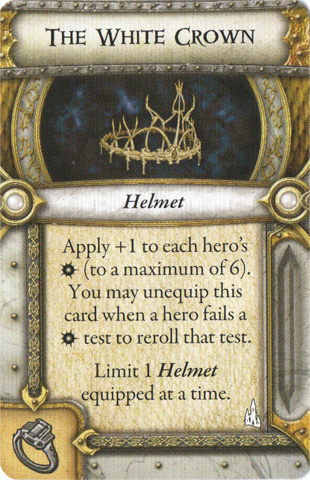 The White Crown
Helmet
Apply +1 to each hero's
(to a maximum of 6).
You may unequip this
card when a hero fails a
test to reroll that test.
Limit 1 Helmet
equipped at a time.